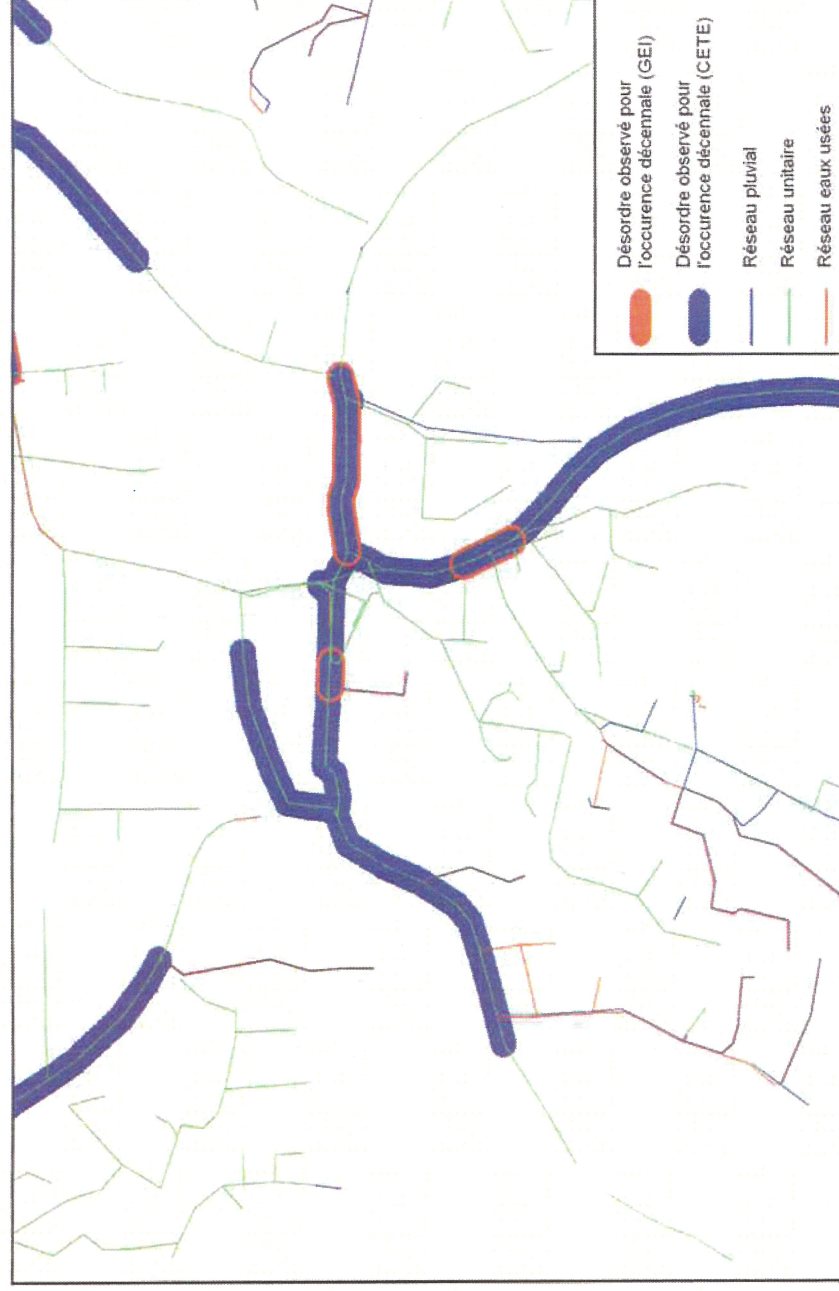 Désordre observé pour
l'occurence décennale (GEI)
Désordre observé pour
l'occurence décennale (CETE)
Réseau pluvial
Réseau unitaire
Réseau eaux usées